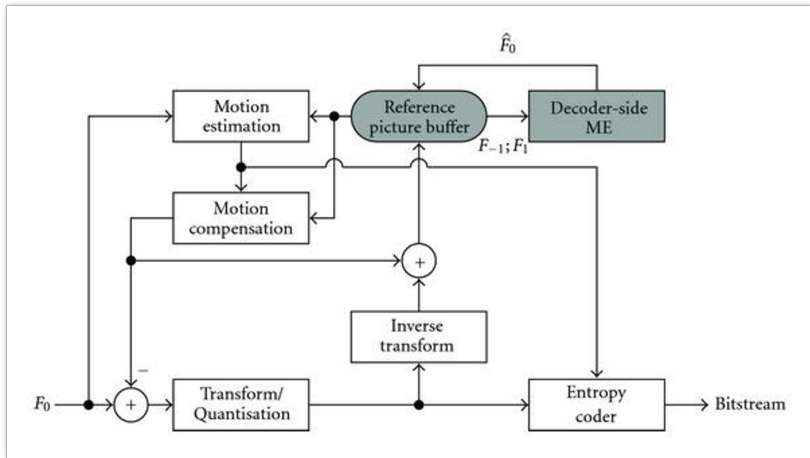 F̂₀
Motion
estimation
Reference
picture buffer
Decoder-side
ME
F₋₁; F₁
Motion
compensation
+
Inverse
transform
−
F₀
+
Transform/
Quantisation
Entropy
coder
Bitstream